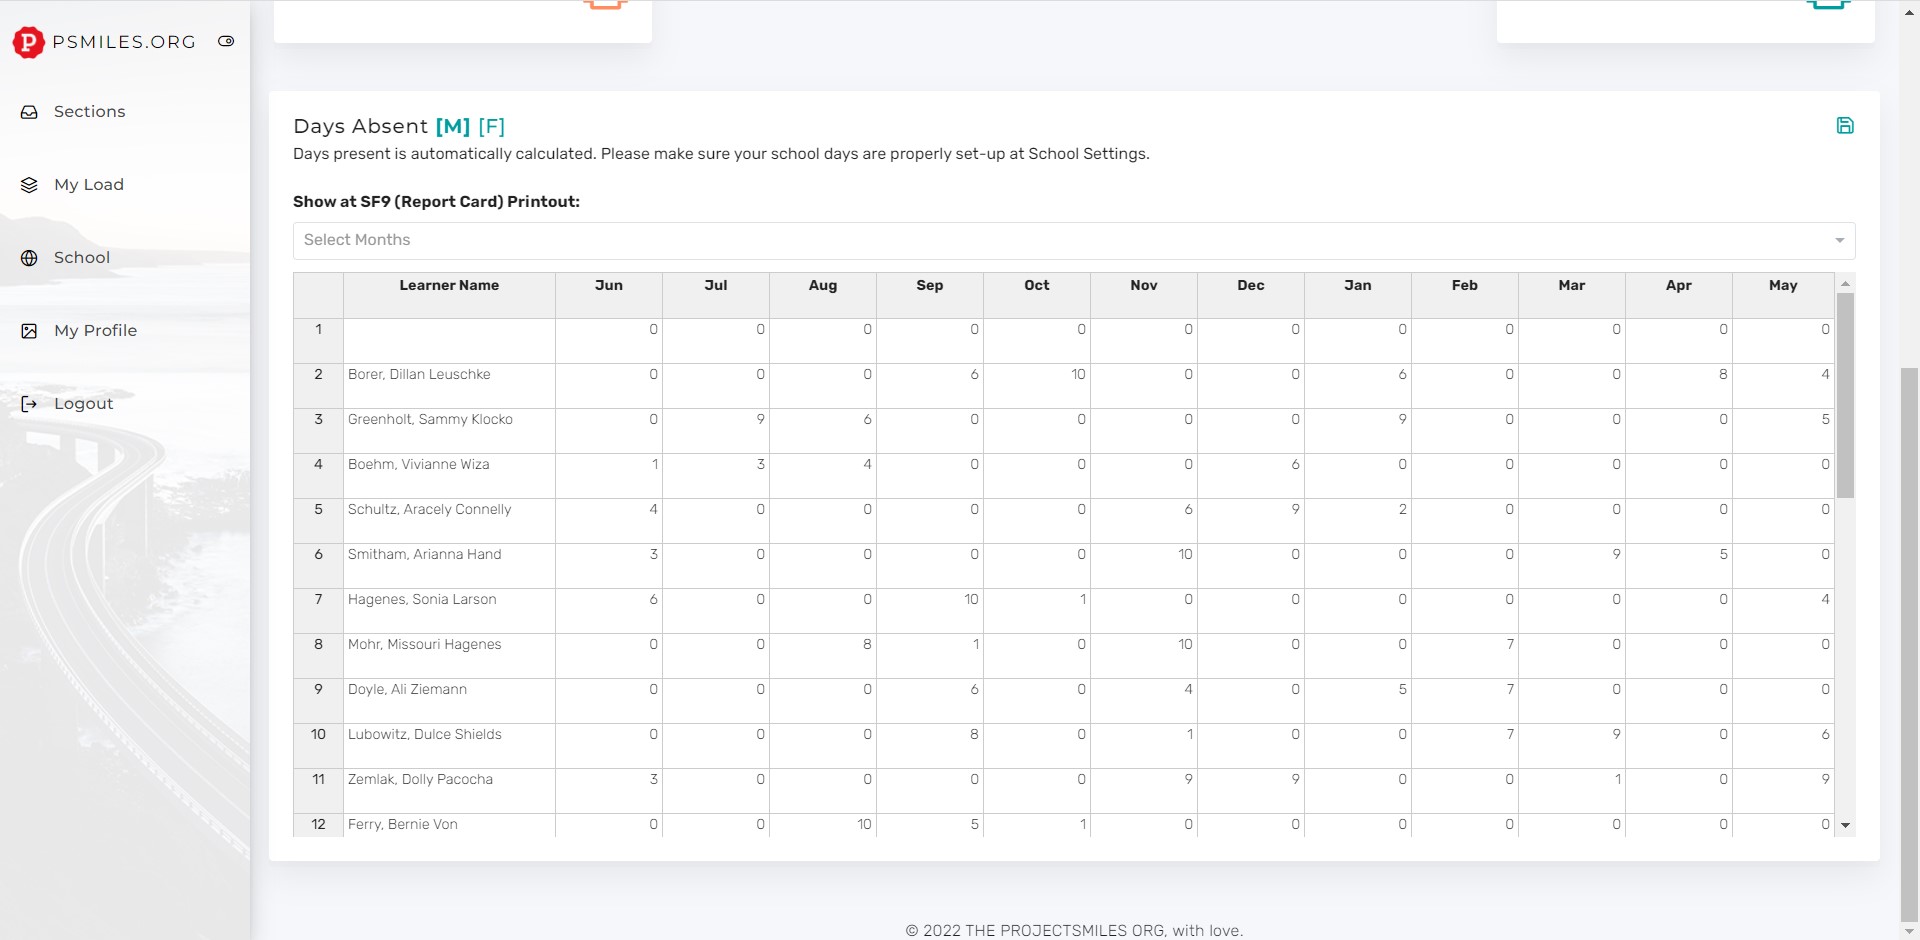 PSMILES.ORG
Sections
My Load
School
My Profile
Logout
Days Absent [M] [F]
Days present is automatically calculated. Please make sure your school days are properly set-up at School Settings.
Show at SF9 (Report Card) Printout:
Select Months
Learner Name Jun Jul Aug Sep Oct Nov Dec Jan Feb Mar Apr May
1 0 0 0 0 0 0 0 0 0 0 0 0
2 Borer, Dillan Leuschke 0 0 0 6 10 0 0 6 0 0 8 4
3 Greenholt, Sammy Klocko 0 9 6 0 0 0 0 9 0 0 0 5
4 Boehm, Vivianne Wiza 1 3 4 0 0 0 6 0 0 0 0 0
5 Schultz, Aracely Connelly 4 0 0 0 0 6 9 2 0 0 0 0
6 Smitham, Arianna Hand 3 0 0 0 0 10 0 0 0 9 5 0
7 Hagenes, Sonia Larson 6 0 0 10 1 0 0 0 0 0 0 4
8 Mohr, Missouri Hagenes 0 0 8 1 0 10 0 0 7 0 0 0
9 Doyle, Ali Ziemann 0 0 0 6 0 4 0 5 7 0 0 0
10 Lubowitz, Dulce Shields 0 0 0 8 0 1 0 0 7 9 0 6
11 Zemlak, Dolly Pacocha 3 0 0 0 0 9 9 0 0 1 0 9
12 Ferry, Bernie Von 0 0 10 5 1 0 0 0 0 0 0 0
© 2022 THE PROJECTSMILES ORG, with love.